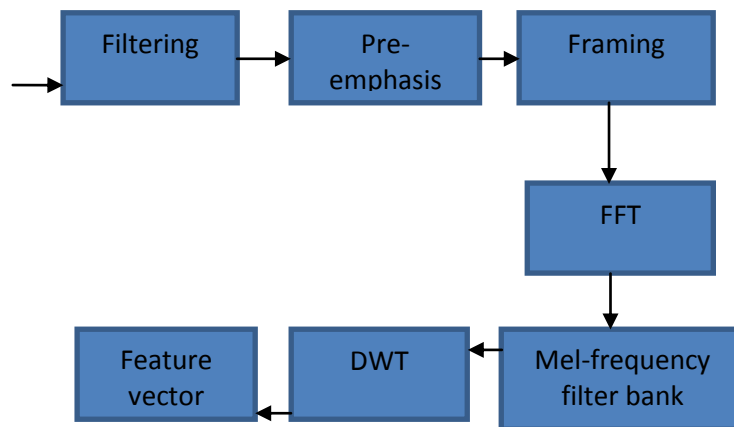 Filtering
Pre-
emphasis
Framing
FFT
Mel-frequency
filter bank
DWT
Feature
vector